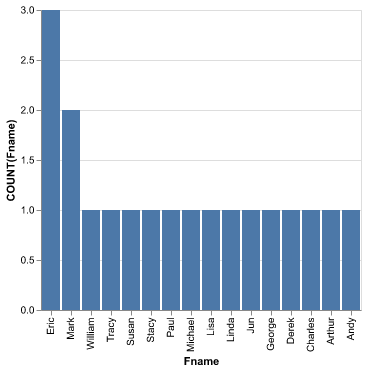 3.0
2.5
2.0
1.5
1.0
0.5
0.0
COUNT(Fname)
Eric
Mark
William
Tracy
Susan
Stacy
Paul
Michael
Lisa
Linda
Jun
George
Derek
Charles
Arthur
Andy
Fname